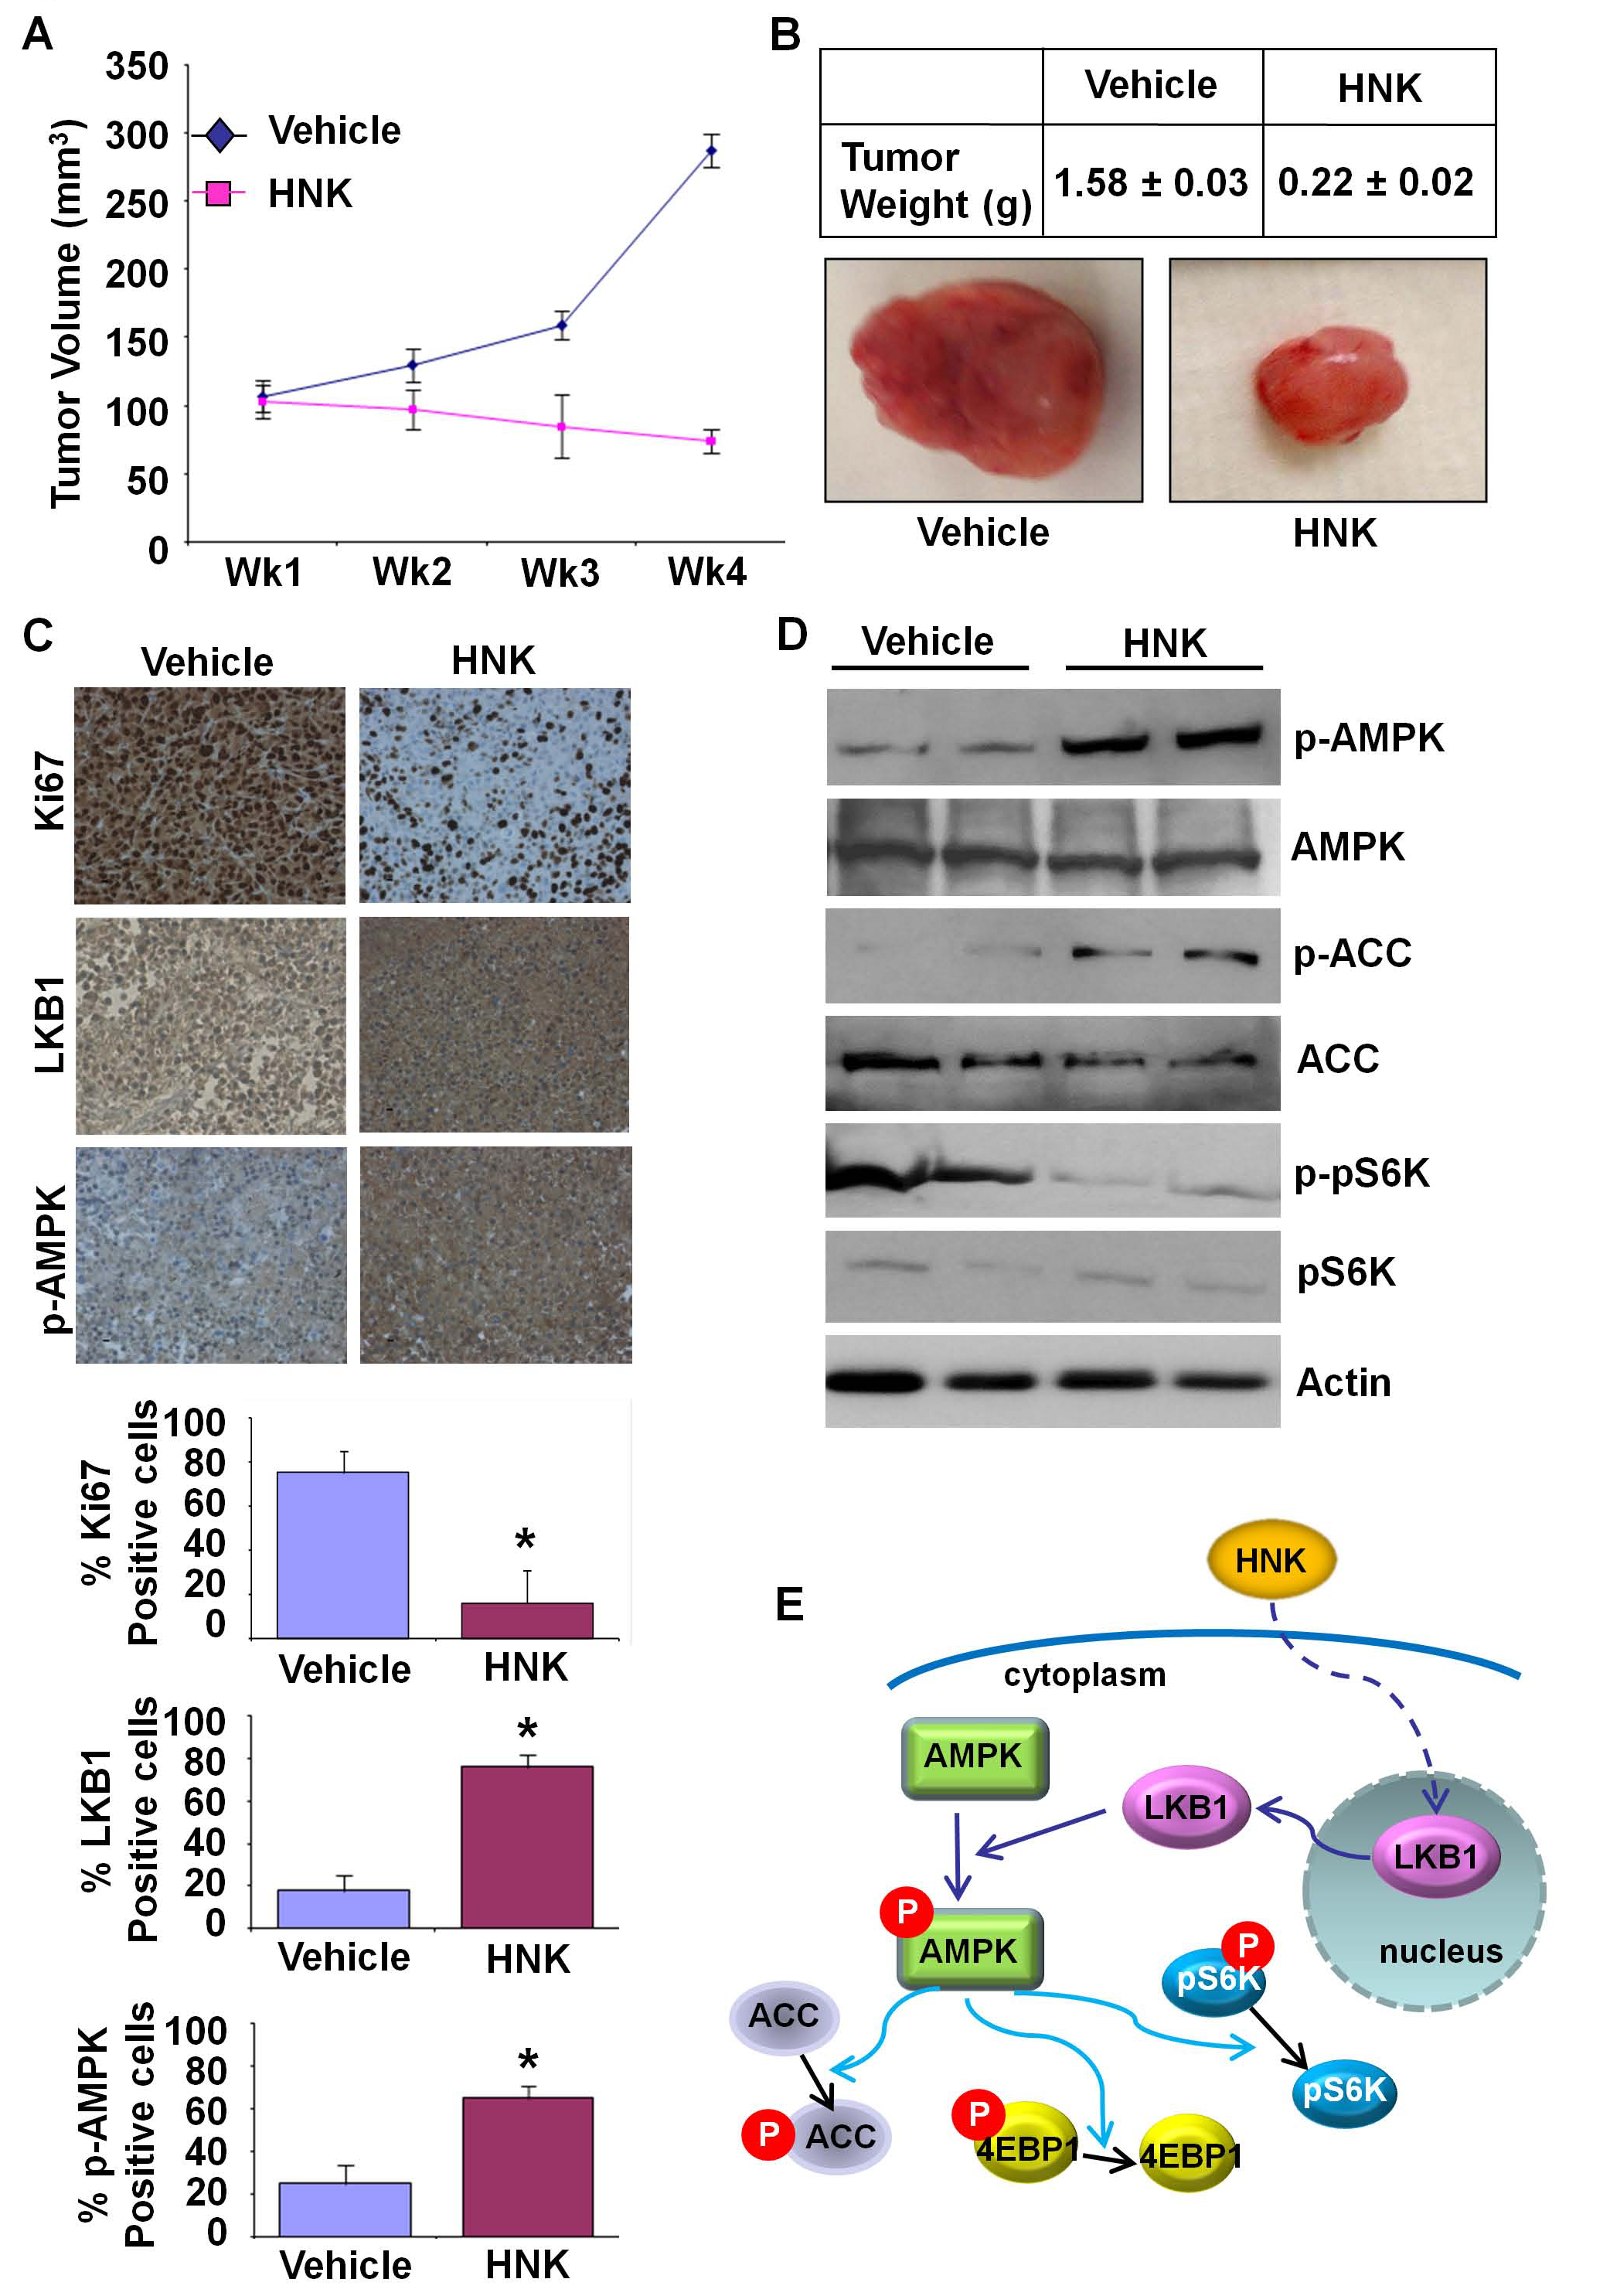 A
350
300
250
200
150
100
50
0
Tumor Volume (mm³)
Vehicle
HNK
Wk1 Wk2 Wk3 Wk4
B
Vehicle HNK
Tumor
Weight (g)
1.58 ± 0.03 0.22 ± 0.02
Vehicle HNK
C
Vehicle HNK
Ki67
LKB1
p-AMPK
% Ki67
Positive cells
100
80
60
40
20
0
*
Vehicle HNK
% LKB1
Positive cells
100
80
60
40
20
0
*
Vehicle HNK
% p-AMPK
Positive cells
100
80
60
40
20
0
*
Vehicle HNK
D
Vehicle HNK
p-AMPK
AMPK
p-ACC
ACC
p-pS6K
pS6K
Actin
E
HNK
cytoplasm
AMPK
LKB1
LKB1
nucleus
P
AMPK
P
pS6K
pS6K
ACC
P
ACC
P
4EBP1
4EBP1